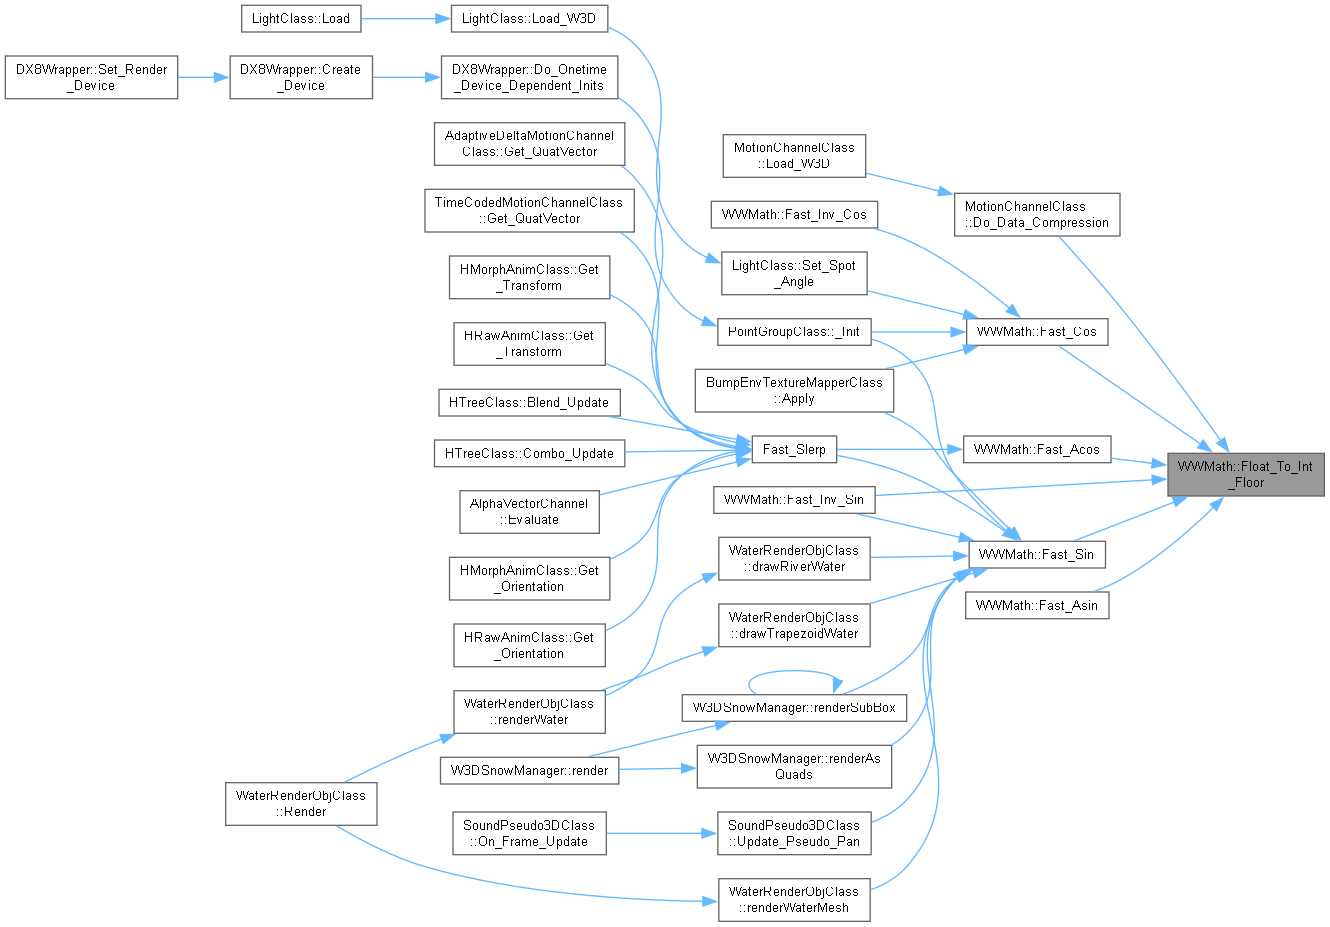 LightClass::Load
LightClass::Load_W3D
DX8Wrapper::Set_Render
_Device
DX8Wrapper::Create
_Device
DX8Wrapper::Do_Onetime
_Device_Dependent_Inits
AdaptiveDeltaMotionChannel
Class::Get_QuatVector
TimeCodedMotionChannelClass
::Get_QuatVector
HMorphAnimClass::Get
_Transform
HRawAnimClass::Get
_Transform
HTreeClass::Blend_Update
HTreeClass::Combo_Update
AlphaVectorChannel
::Evaluate
HMorphAnimClass::Get
_Orientation
HRawAnimClass::Get
_Orientation
WaterRenderObjClass
::renderWater
W3DSnowManager::render
WaterRenderObjClass
::Render
SoundPseudo3DClass
::On_Frame_Update
MotionChannelClass
::Load_W3D
WWMath::Fast_Inv_Cos
LightClass::Set_Spot
_Angle
PointGroupClass::_Init
BumpEnvTextureMapperClass
::Apply
Fast_Slerp
WWMath::Fast_Inv_Sin
WaterRenderObjClass
::drawRiverWater
WaterRenderObjClass
::drawTrapezoidWater
W3DSnowManager::renderSubBox
W3DSnowManager::renderAs
Quads
SoundPseudo3DClass
::Update_Pseudo_Pan
WaterRenderObjClass
::renderWaterMesh
MotionChannelClass
::Do_Data_Compression
WWMath::Fast_Cos
WWMath::Fast_Acos
WWMath::Fast_Sin
WWMath::Fast_Asin
WWMath::Float_To_Int
_Floor